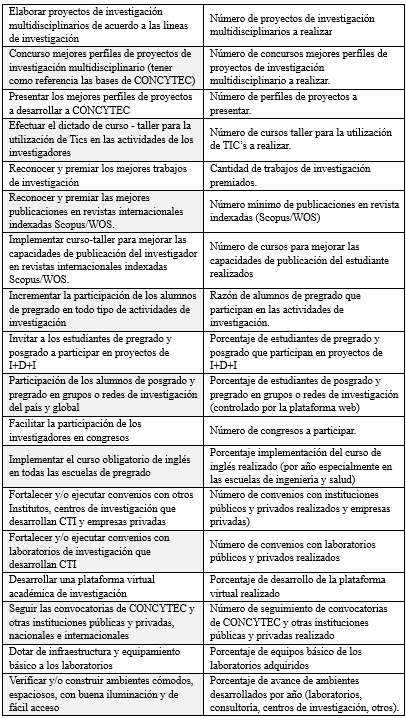 Elaborar proyectos de investigación
multidisciplinarios de acuerdo a las líneas
de investigación
Número de proyectos de investigación
multidisciplinarios a realizar
Concurso mejores perfiles de proyectos de
investigación multidisciplinario (tener
como referencia las bases de CONCYTEC)
Número de concursos mejores perfiles de
proyectos de investigación
multidisciplinario a realizar.
Presentar los mejores perfiles de proyectos
a desarrollar a CONCYTEC
Número de perfiles de proyectos a
presentar.
Efectuar el dictado de curso - taller para la
utilización de Tics en las actividades de los
investigadores
Número de cursos taller para la utilización
de TIC's a realizar.
Reconocer y premiar los mejores trabajos
de investigación
Cantidad de trabajos de investigación
premiados.
Reconocer y premiar las mejores
publicaciones en revistas internacionales
indexadas Scopus/WOS.
Número mínimo de publicaciones en revista
indexadas (Scopus/WOS)
Implementar curso-taller para mejorar las
capacidades de publicación del investigador
en revistas internacionales indexadas
Scopus/WOS.
Número de cursos para mejorar las
capacidades de publicación del estudiante
realizados
Incrementar la participación de los alumnos
de pregrado en todo tipo de actividades de
investigación
Razón de alumnos de pregrado que
participan en las actividades de
investigación.
Invitar a los estudiantes de pregrado y
posgrado a participar en proyectos de
I+D+I
Porcentaje de estudiantes de pregrado y
posgrado que participan en proyectos de
I+D+I
Participación de los alumnos de posgrado y
pregrado en grupos o redes de investigación
del país y global
Porcentaje de estudiantes de posgrado y
pregrado en grupos o redes de investigación
(controlado por la plataforma web)
Facilitar la participación de los
investigadores en congresos
Número de congresos a participar.
Implementar el curso obligatorio de inglés
en todas las escuelas de pregrado
Porcentaje implementación del curso de
inglés realizado (por año especialmente en
las escuelas de ingeniería y salud)
Fortalecer y/o ejecutar convenios con otros
Institutos, centros de investigación que
desarrollan CTI y empresas privadas
Número de convenios con instituciones
públicos y privados realizados y empresas
privadas)
Fortalecer y/o ejecutar convenios con
laboratorios de investigación que
desarrollan CTI
Número de convenios con laboratorios
públicos y privados realizados
Desarrollar una plataforma virtual
académica de investigación
Porcentaje de desarrollo de la plataforma
virtual realizado
Seguir las convocatorias de CONCYTEC y
otras instituciones públicas y privadas,
nacionales e internacionales
Número de seguimiento de convocatorias
de CONCYTEC y otras instituciones
públicas y privadas realizado
Dotar de infraestructura y equipamiento
básico a los laboratorios
Porcentaje de equipos básico de los
laboratorios adquiridos
Verificar y/o construir ambientes cómodos,
espaciosos, con buena iluminación y de
fácil acceso
Porcentaje de avance de ambientes
desarrollados por año (laboratorios,
consultoría, centros de investigación, otros).